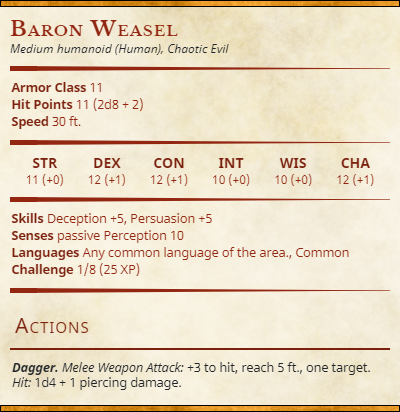 Baron Weasel
Medium humanoid (Human), Chaotic Evil
Armor Class 11
Hit Points 11 (2d8 + 2)
Speed 30 ft.
STR DEX CON INT WIS CHA
11 (+0) 12 (+1) 12 (+1) 10 (+0) 10 (+0) 12 (+1)
Skills Deception +5, Persuasion +5
Senses passive Perception 10
Languages Any common language of the area., Common
Challenge 1/8 (25 XP)
Actions
Dagger. Melee Weapon Attack: +3 to hit, reach 5 ft., one target.
Hit: 1d4 + 1 piercing damage.